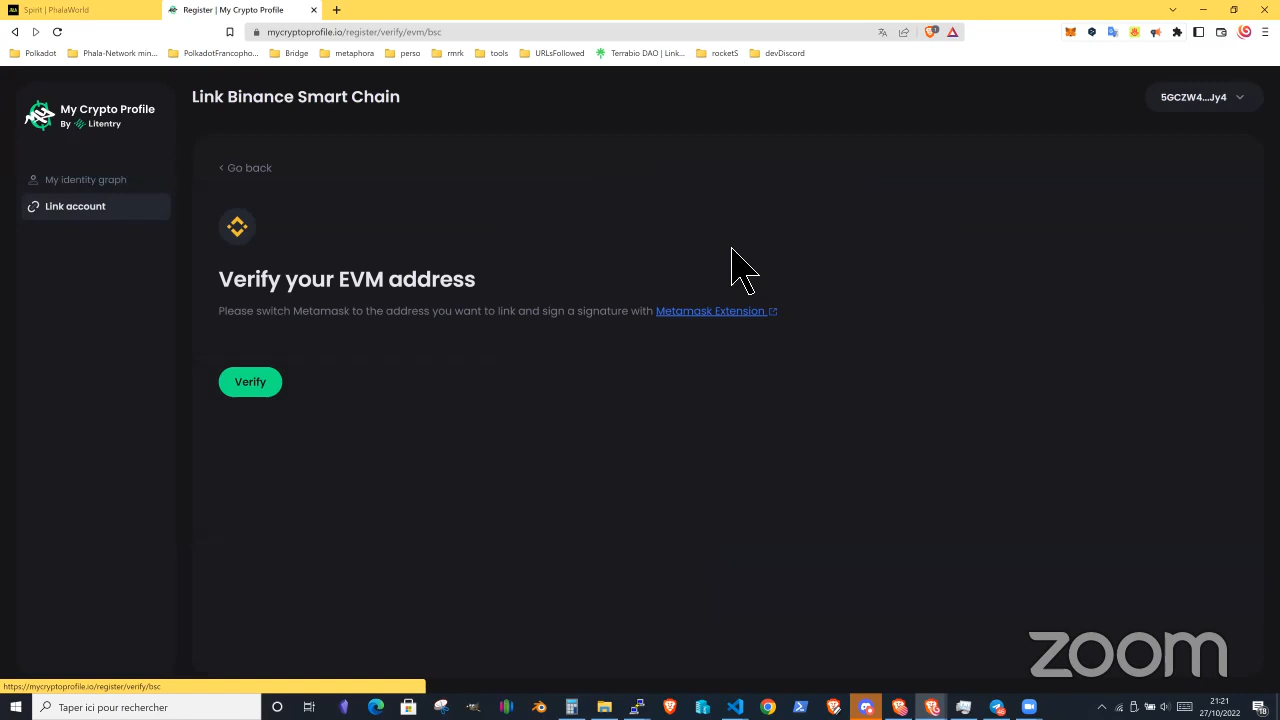 Spirit | PhalaWorld
Register | My Crypto Profile
mycryptoprofile.io/register/verify/evm/bsc
Polkadot
Phala-Network min...
PolkadotFrancopho...
Bridge
metaphora
perso
rmrk
tools
URLsFollowed
Terrabio DAO | Link...
rocketS
devDiscord
My Crypto Profile
By Litentry
Link Binance Smart Chain
5GCZW4...Jy4
My identity graph
Link account
< Go back
Verify your EVM address
Please switch Metamask to the address you want to link and sign a signature with Metamask Extension
Verify
zoom
https://mycryptoprofile.io/register/verify/bsc
Taper ici pour rechercher
21:21
27/10/2022